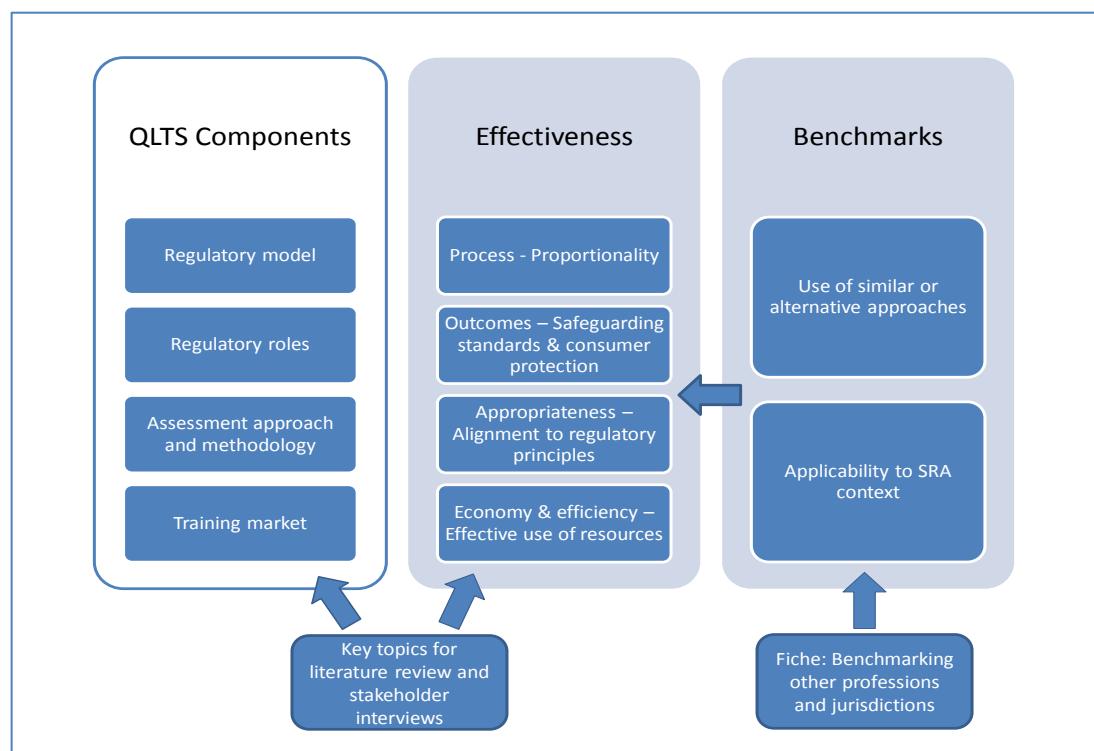 QLTS Components
Regulatory model
Regulatory roles
Assessment approach
and methodology
Training market
Effectiveness
Process - Proportionality
Outcomes – Safeguarding
standards & consumer
protection
Appropriateness –
Alignment to regulatory
principles
Economy & efficiency –
Effective use of resources
Benchmarks
Use of similar or
alternative approaches
Applicability to SRA
context
Key topics for
literature review and
stakeholder
interviews
Fiche: Benchmarking
other professions
and jurisdictions